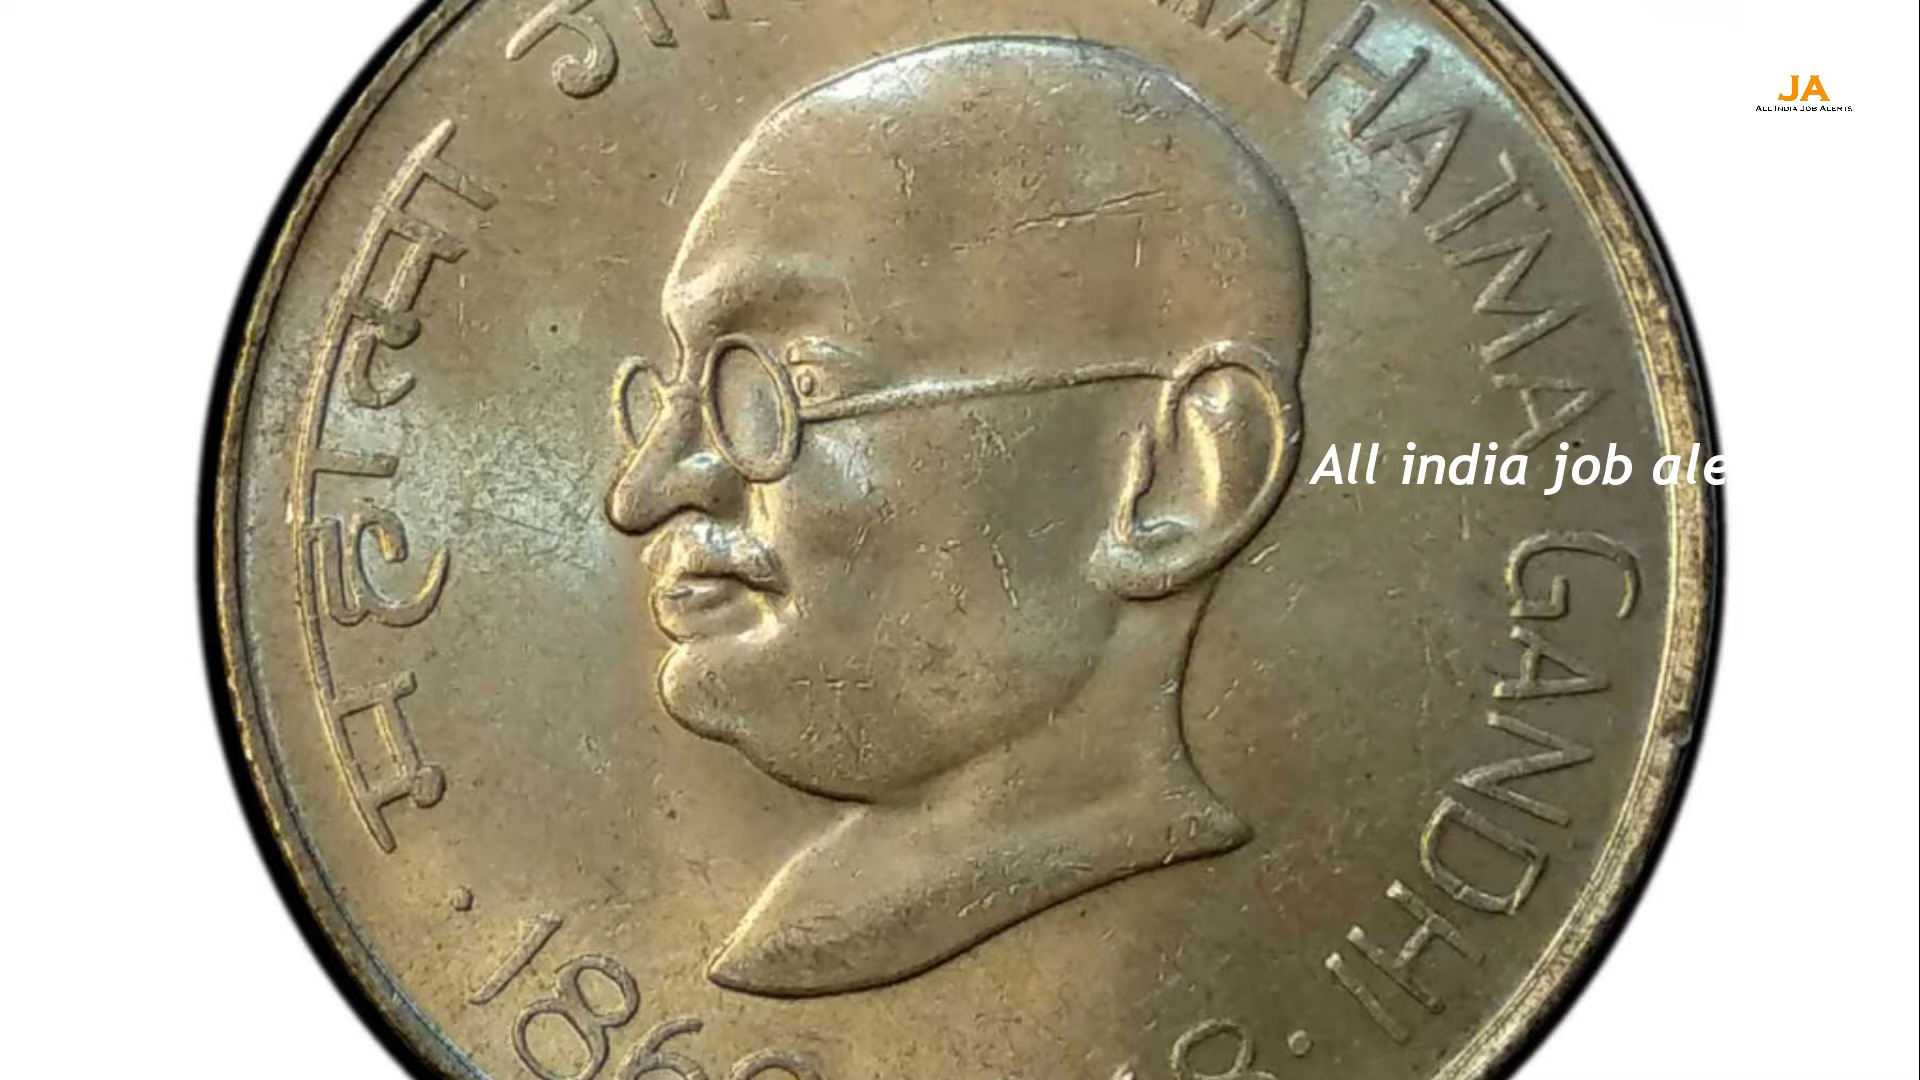 महात्मा
MAHATMA GANDHI
JA
ALL INDIA JOB ALERTS
All india job ale